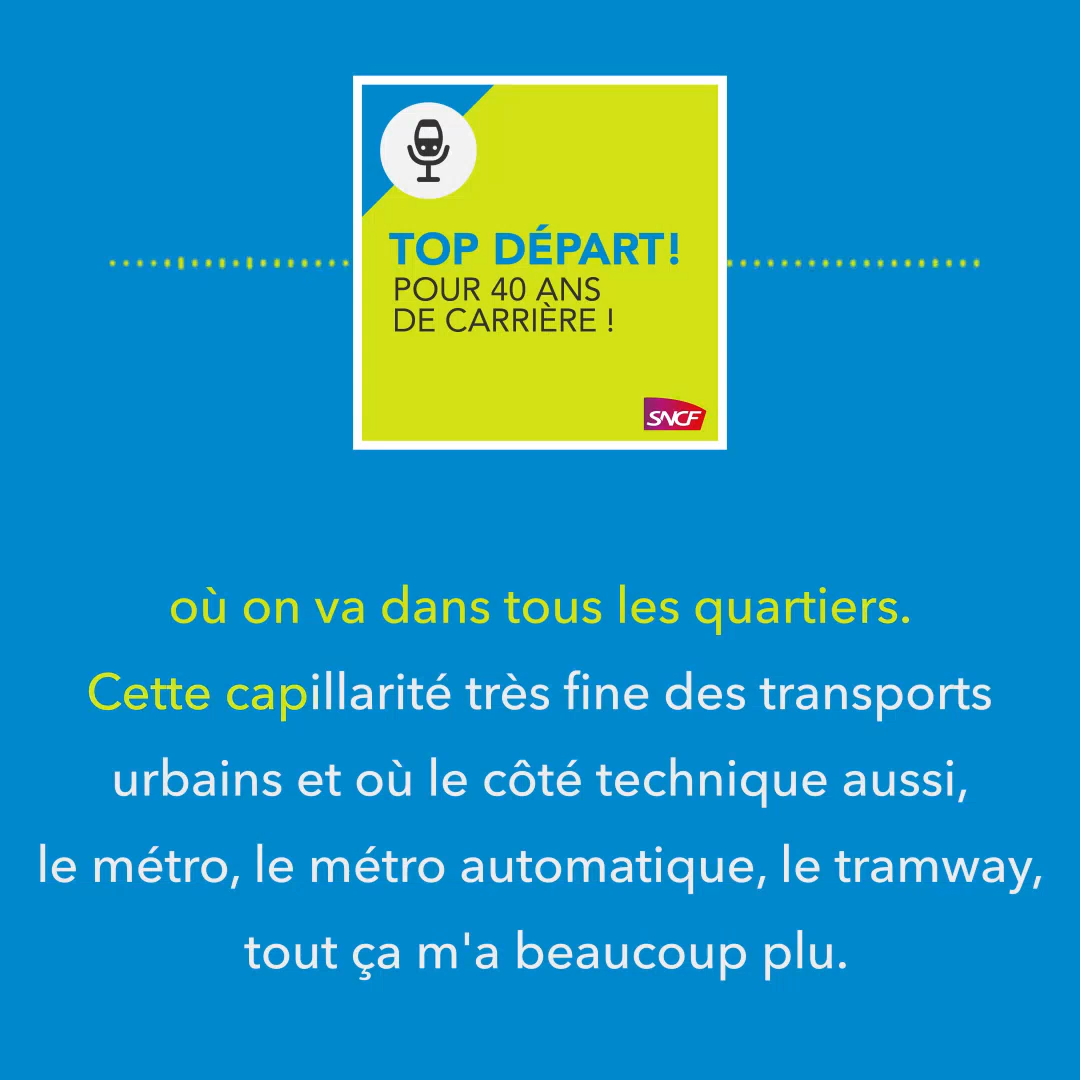 TOP DÉPART!
POUR 40 ANS
DE CARRIÈRE !
SNCF
où on va dans tous les quartiers.
Cette capillarité très fine des transports
urbains et où le côté technique aussi,
le métro, le métro automatique, le tramway,
tout ça m'a beaucoup plu.